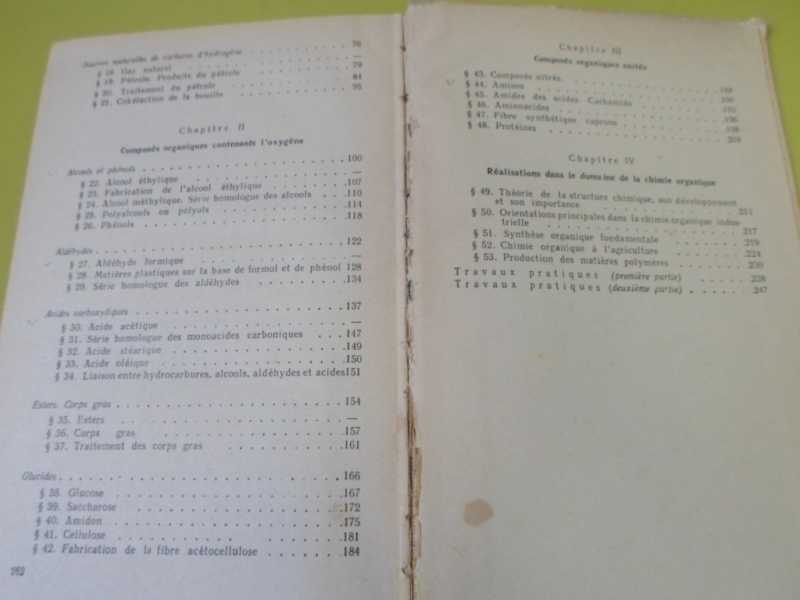 Sources naturelles de carbures d'hydrogène . . . . . . . . . . 76
§ 18. Gaz naturel . . . . . . . . . . —
§ 19. Pétrole. Produits du pétrole . . . . . . . . 79
§ 20. Traitement du pétrole . . . . . . . . 84
§ 21. Cokéfaction de la houille . . . . . . . . 95
Chapitre II
Composés organiques contenants l'oxygène
Alcools et phénols . . . . . . . . . . 100
§ 22. Alcool éthylique . . . . . . . . . . —
§ 23. Fabrication de l'alcool éthylique . . . . . . 107
§ 24. Alcool méthylique. Série homologue des alcools . . . 110
§ 25. Polyalcools ou polyols . . . . . . . . 114
§ 26. Phénols . . . . . . . . . . 118
Aldéhydes . . . . . . . . . . 122
§ 27. Aldéhyde formique . . . . . . . . —
§ 28. Matières plastiques sur la base de formol et de phénol 128
§ 29. Série homologue des aldéhydes . . . . . . 134
Acides carboxyliques . . . . . . . . . . 137
§ 30. Acide acétique . . . . . . . . . . —
§ 31. Série homologue des monoacides carboniques . . . 147
§ 32. Acide stéarique . . . . . . . . . . 149
§ 33. Acide oléique . . . . . . . . . . 150
§ 34. Liaison entre hydrocarbures, alcools, aldéhydes et acides 151
Esters. Corps gras . . . . . . . . . . 154
§ 35. Esters . . . . . . . . . . —
§ 36. Corps gras . . . . . . . . . . 157
§ 37. Traitement des corps gras . . . . . . . . 161
Glucides . . . . . . . . . . 166
§ 38. Glucose . . . . . . . . . . 167
§ 39. Saccharose . . . . . . . . . . 172
§ 40. Amidon . . . . . . . . . . 175
§ 41. Cellulose . . . . . . . . . . 181
§ 42. Fabrication de la fibre acétocellulose . . . . . . 184
262
Chapitre III
Composés organiques azotés
§ 43. Composés nitrés. . . . . . . . . .
§ 44. Amines . . . . . . . . . .
§ 45. Amides des acides. Carbamide . . . . . .
§ 46. Aminoacides . . . . . . . . . .
§ 47. Fibre synthétique caprone . . . . . . . .
§ 48. Protéines . . . . . . . . . .
Chapitre IV
Réalisations dans le domaine de la chimie organique
§ 49. Théorie de la structure chimique, son développement
et son importance . . . . . . . . . . 211
§ 50. Orientations principales dans la chimie organique indus
trielle . . . . . . . . . . 217
§ 51. Synthèse organique fondamentale . . . . . . 219
§ 52. Chimie organique à l'agriculture . . . . . . 224
§ 53. Production des matières polymères . . . . . . 230
Travaux pratiques (première partie) . . . . . . 238
Travaux pratiques (deuxième partie) . . . . . . 247